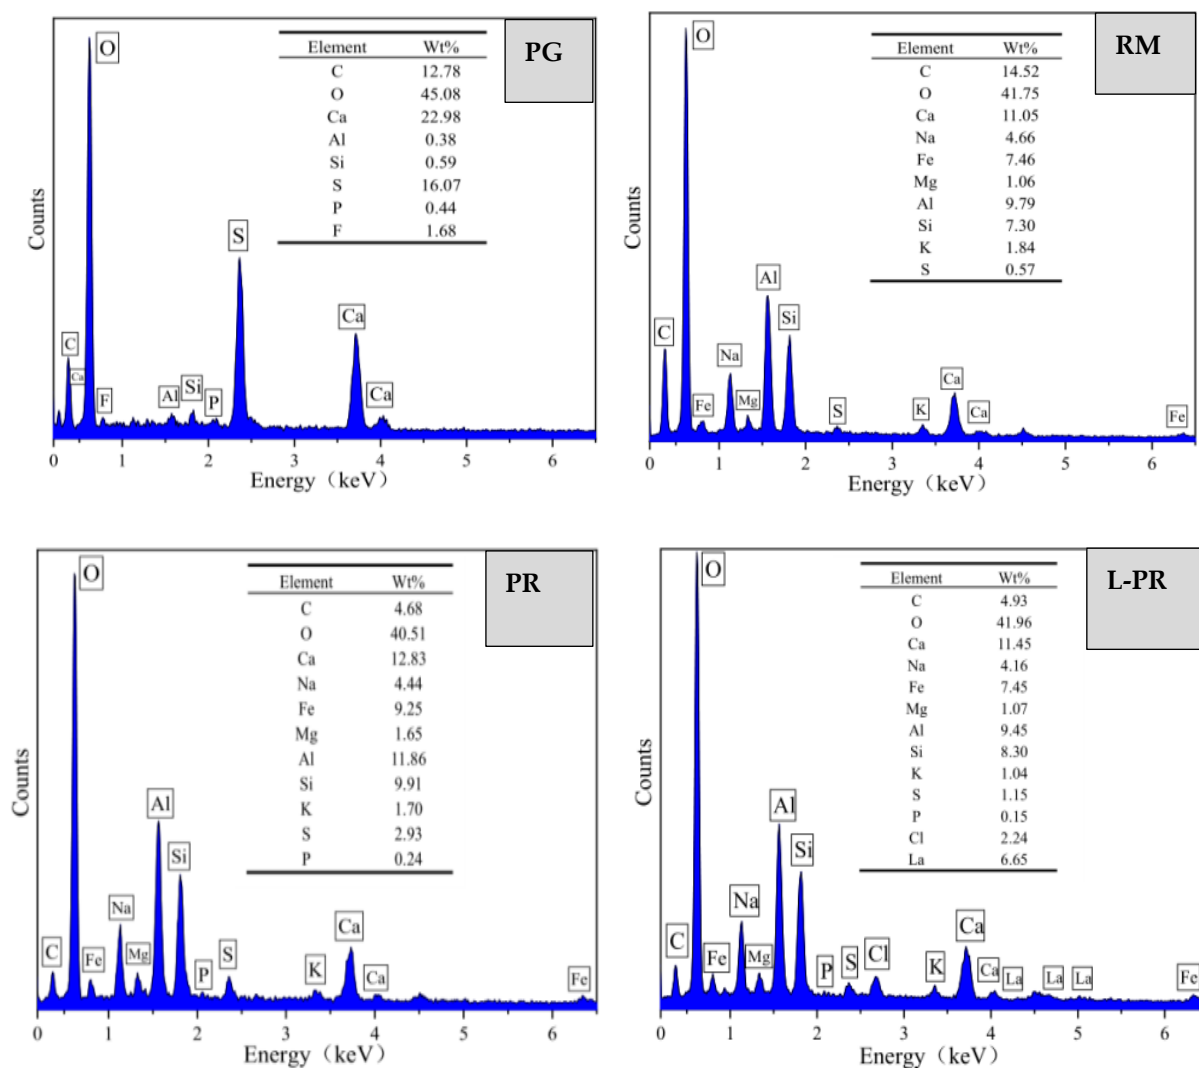 PG
Element Wt%
C 12.78
O 45.08
Ca 22.98
Al 0.38
Si 0.59
S 16.07
P 0.44
F 1.68
O
S
Ca
C
Ca
F
Al
Si
P
Ca
Counts
0 1 2 3 4 5 6
Energy（keV）
RM
Element Wt%
C 14.52
O 41.75
Ca 11.05
Na 4.66
Fe 7.46
Mg 1.06
Al 9.79
Si 7.30
K 1.84
S 0.57
O
Al
Si
C
Na
Fe
Mg
S
K
Ca
Ca
Fe
Counts
0 1 2 3 4 5 6
Energy（keV）
PR
Element Wt%
C 4.68
O 40.51
Ca 12.83
Na 4.44
Fe 9.25
Mg 1.65
Al 11.86
Si 9.91
K 1.70
S 2.93
P 0.24
O
Al
Si
Na
C
Fe
Mg
P
S
K
Ca
Ca
Fe
Counts
0 1 2 3 4 5 6
Energy（keV）
L-PR
Element Wt%
C 4.93
O 41.96
Ca 11.45
Na 4.16
Fe 7.45
Mg 1.07
Al 9.45
Si 8.30
K 1.04
S 1.15
P 0.15
Cl 2.24
La 6.65
O
Al
Si
Na
C
Fe
Mg
P
S
Cl
K
Ca
Ca
La
La
La
Fe
Counts
0 1 2 3 4 5 6
Energy（keV）